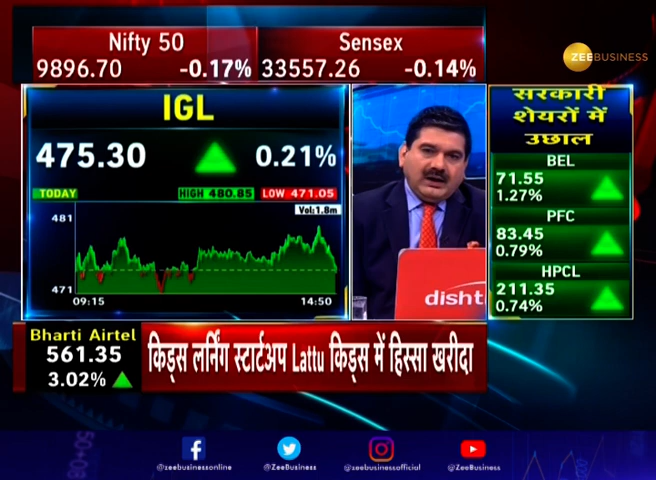 Nifty 50
9896.70 -0.17%
Sensex
33557.26 -0.14%
ZEEBUSINESS
IGL
475.30 0.21%
TODAY HIGH 480.85 LOW 471.05
Vol:1.8m
481
471
09:15 14:50
disht
सरकारी
शेयरों में
उछाल
BEL
71.55
1.27%
PFC
83.45
0.79%
HPCL
211.35
0.74%
Bharti Airtel
561.35
3.02%
किड्स लर्निंग स्टार्टअप Lattu किड्स में हिस्सा खरीदा
@zeebusinessonline
@ZeeBusiness
@zeebusinessofficial
@ZeeBusiness